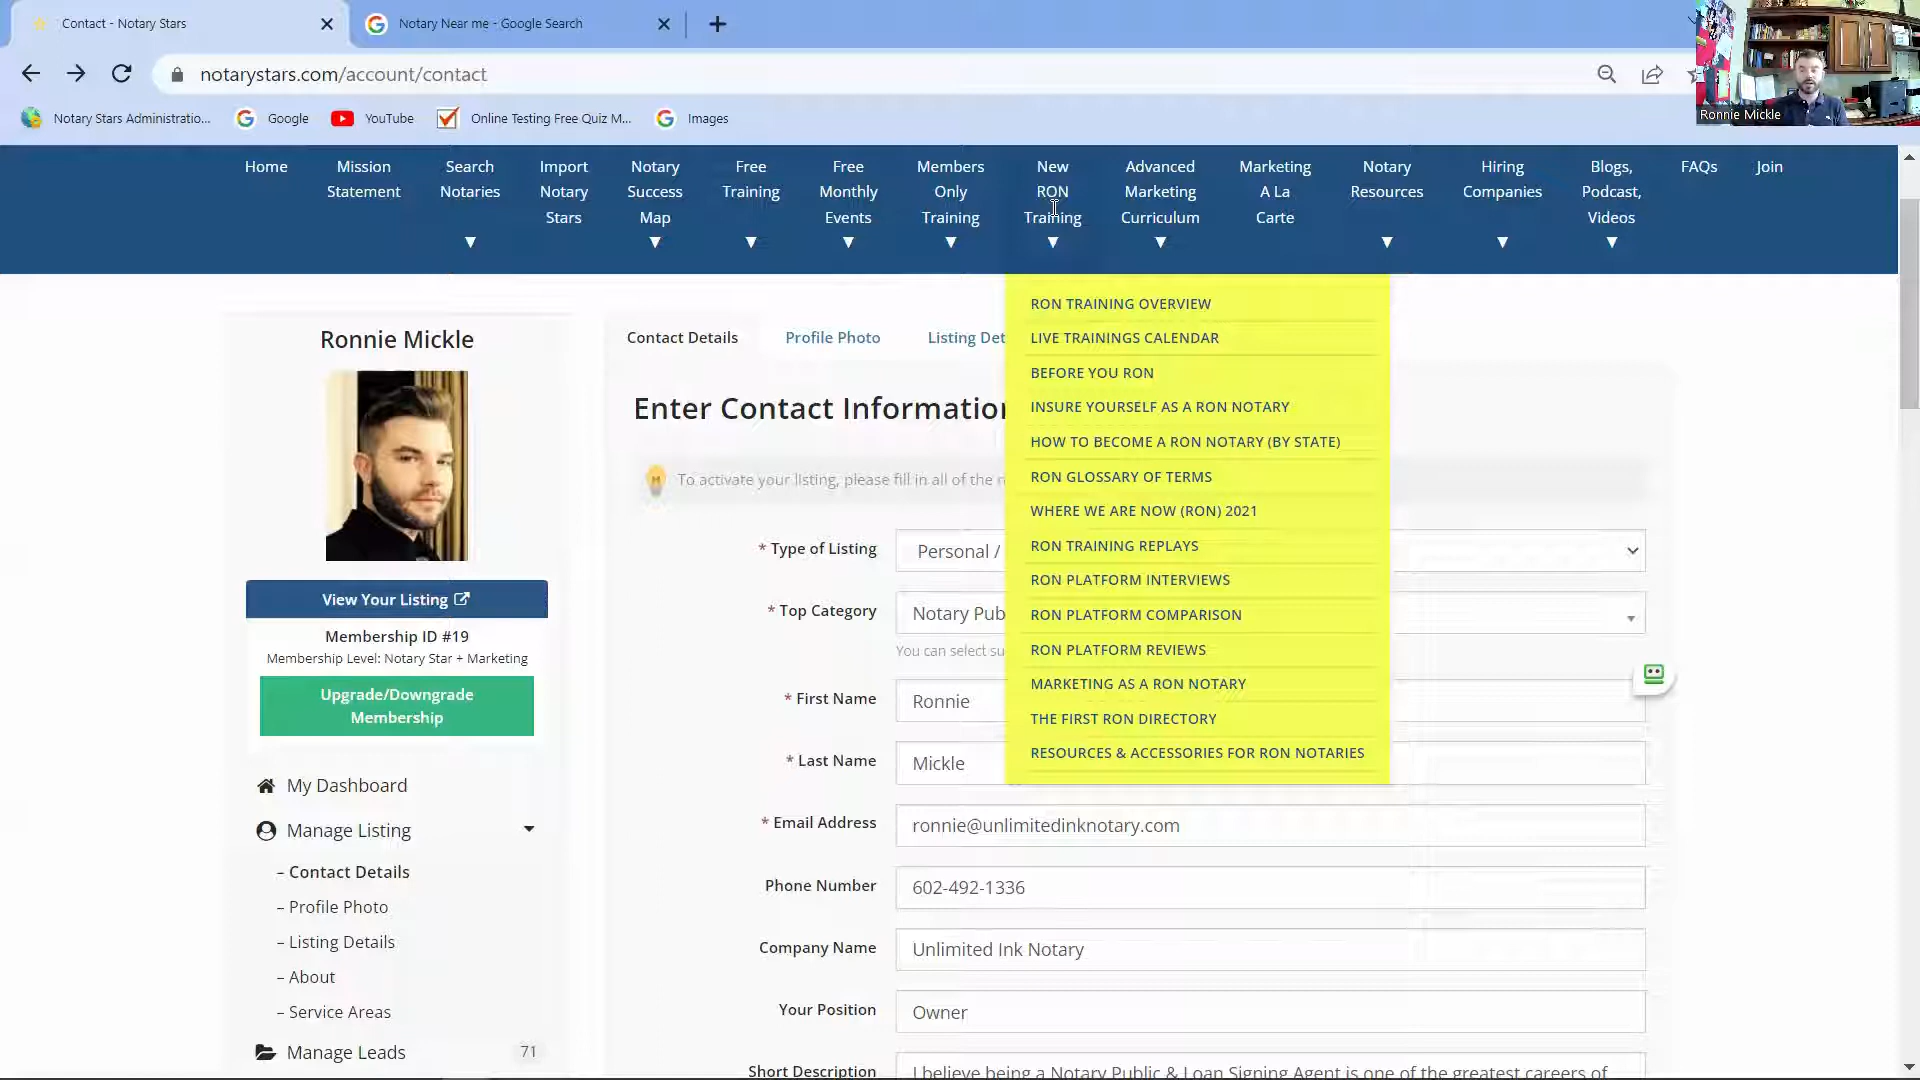 Contact - Notary Stars
Notary Near me - Google Search
notarystars.com/account/contact
Notary Stars Administratio...
Google
YouTube
Online Testing Free Quiz M...
Images
Ronnie Mickle
Home
Mission
Statement
Search
Notaries
Import
Notary
Stars
Notary
Success
Map
Free
Training
Free
Monthly
Events
Members
Only
Training
New
RON
Training
Advanced
Marketing
Curriculum
Marketing
A La
Carte
Notary
Resources
Hiring
Companies
Blogs,
Podcast,
Videos
FAQs
Join
RON TRAINING OVERVIEW
LIVE TRAININGS CALENDAR
BEFORE YOU RON
INSURE YOURSELF AS A RON NOTARY
HOW TO BECOME A RON NOTARY (BY STATE)
RON GLOSSARY OF TERMS
WHERE WE ARE NOW (RON) 2021
RON TRAINING REPLAYS
RON PLATFORM INTERVIEWS
RON PLATFORM COMPARISON
RON PLATFORM REVIEWS
MARKETING AS A RON NOTARY
THE FIRST RON DIRECTORY
RESOURCES & ACCESSORIES FOR RON NOTARIES
Ronnie Mickle
View Your Listing
Membership ID #19
Membership Level: Notary Star + Marketing
Upgrade/Downgrade
Membership
My Dashboard
Manage Listing
– Contact Details
– Profile Photo
– Listing Details
– About
– Service Areas
Manage Leads 71
Contact Details
Profile Photo
Listing Det
Enter Contact Information
To activate your listing, please fill in all of the r
* Type of Listing Personal /
* Top Category Notary Pub
You can select su
* First Name Ronnie
* Last Name Mickle
* Email Address ronnie@unlimitedinknotary.com
Phone Number 602-492-1336
Company Name Unlimited Ink Notary
Your Position Owner
Short Description I believe being a Notary Public & Loan Signing Agent is one of the greatest careers of